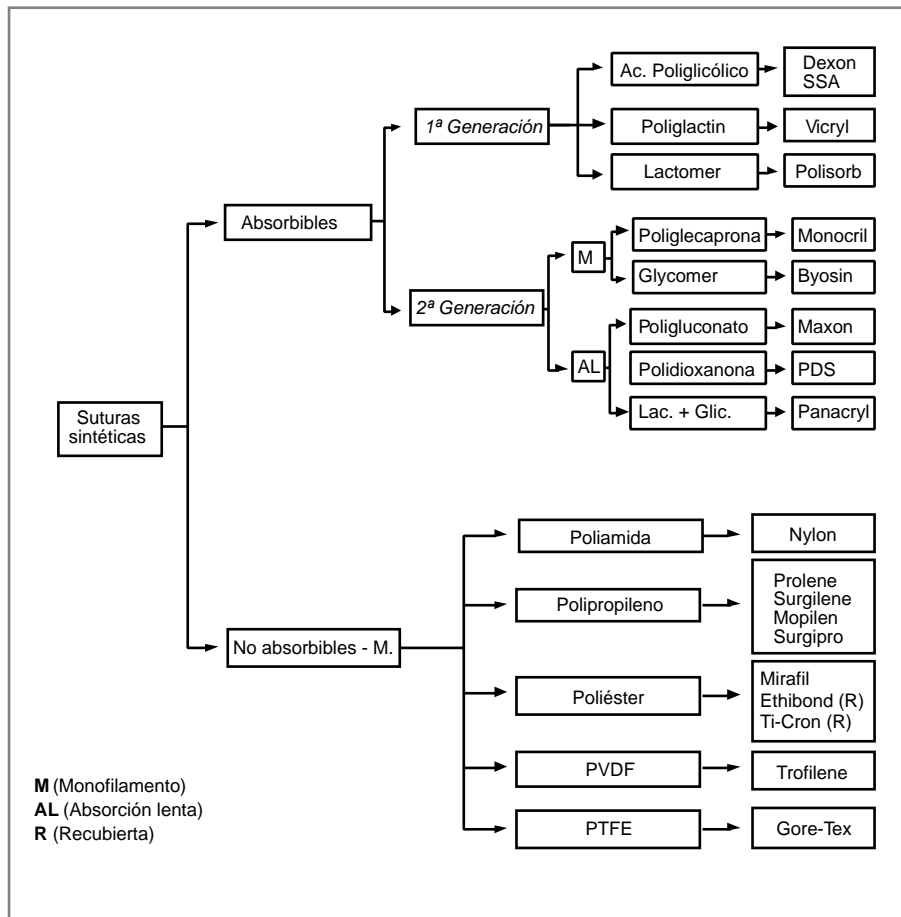 Suturas
sintéticas
Absorbibles
1ª Generación
Ac. Poliglicólico
Dexon
SSA
Poliglactin
Vicryl
Lactomer
Polisorb
2ª Generación
M
Poliglecaprona
Monocril
Glycomer
Byosin
AL
Poligluconato
Maxon
Polidioxanona
PDS
Lac. + Glic.
Panacryl
No absorbibles - M.
Poliamida
Nylon
Polipropileno
Prolene
Surgilene
Mopilen
Surgipro
Poliéster
Mirafil
Ethibond (R)
Ti-Cron (R)
PVDF
Trofilene
PTFE
Gore-Tex
M (Monofilamento)
AL (Absorción lenta)
R (Recubierta)